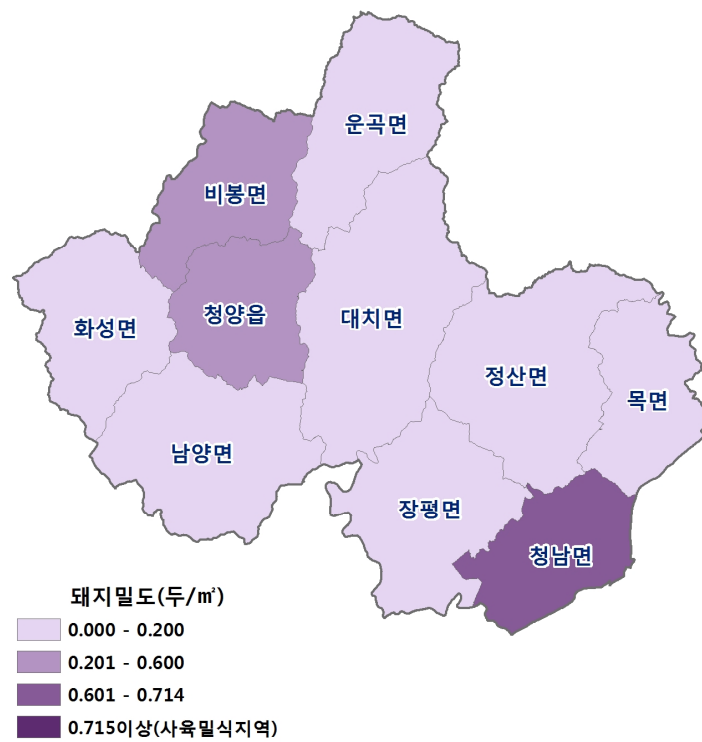 운곡면
비봉면
청양읍
대치면
화성면
정산면
목면
남양면
장평면
청남면
돼지밀도(두/㎡)
0.000 - 0.200
0.201 - 0.600
0.601 - 0.714
0.715이상(사육밀식지역)